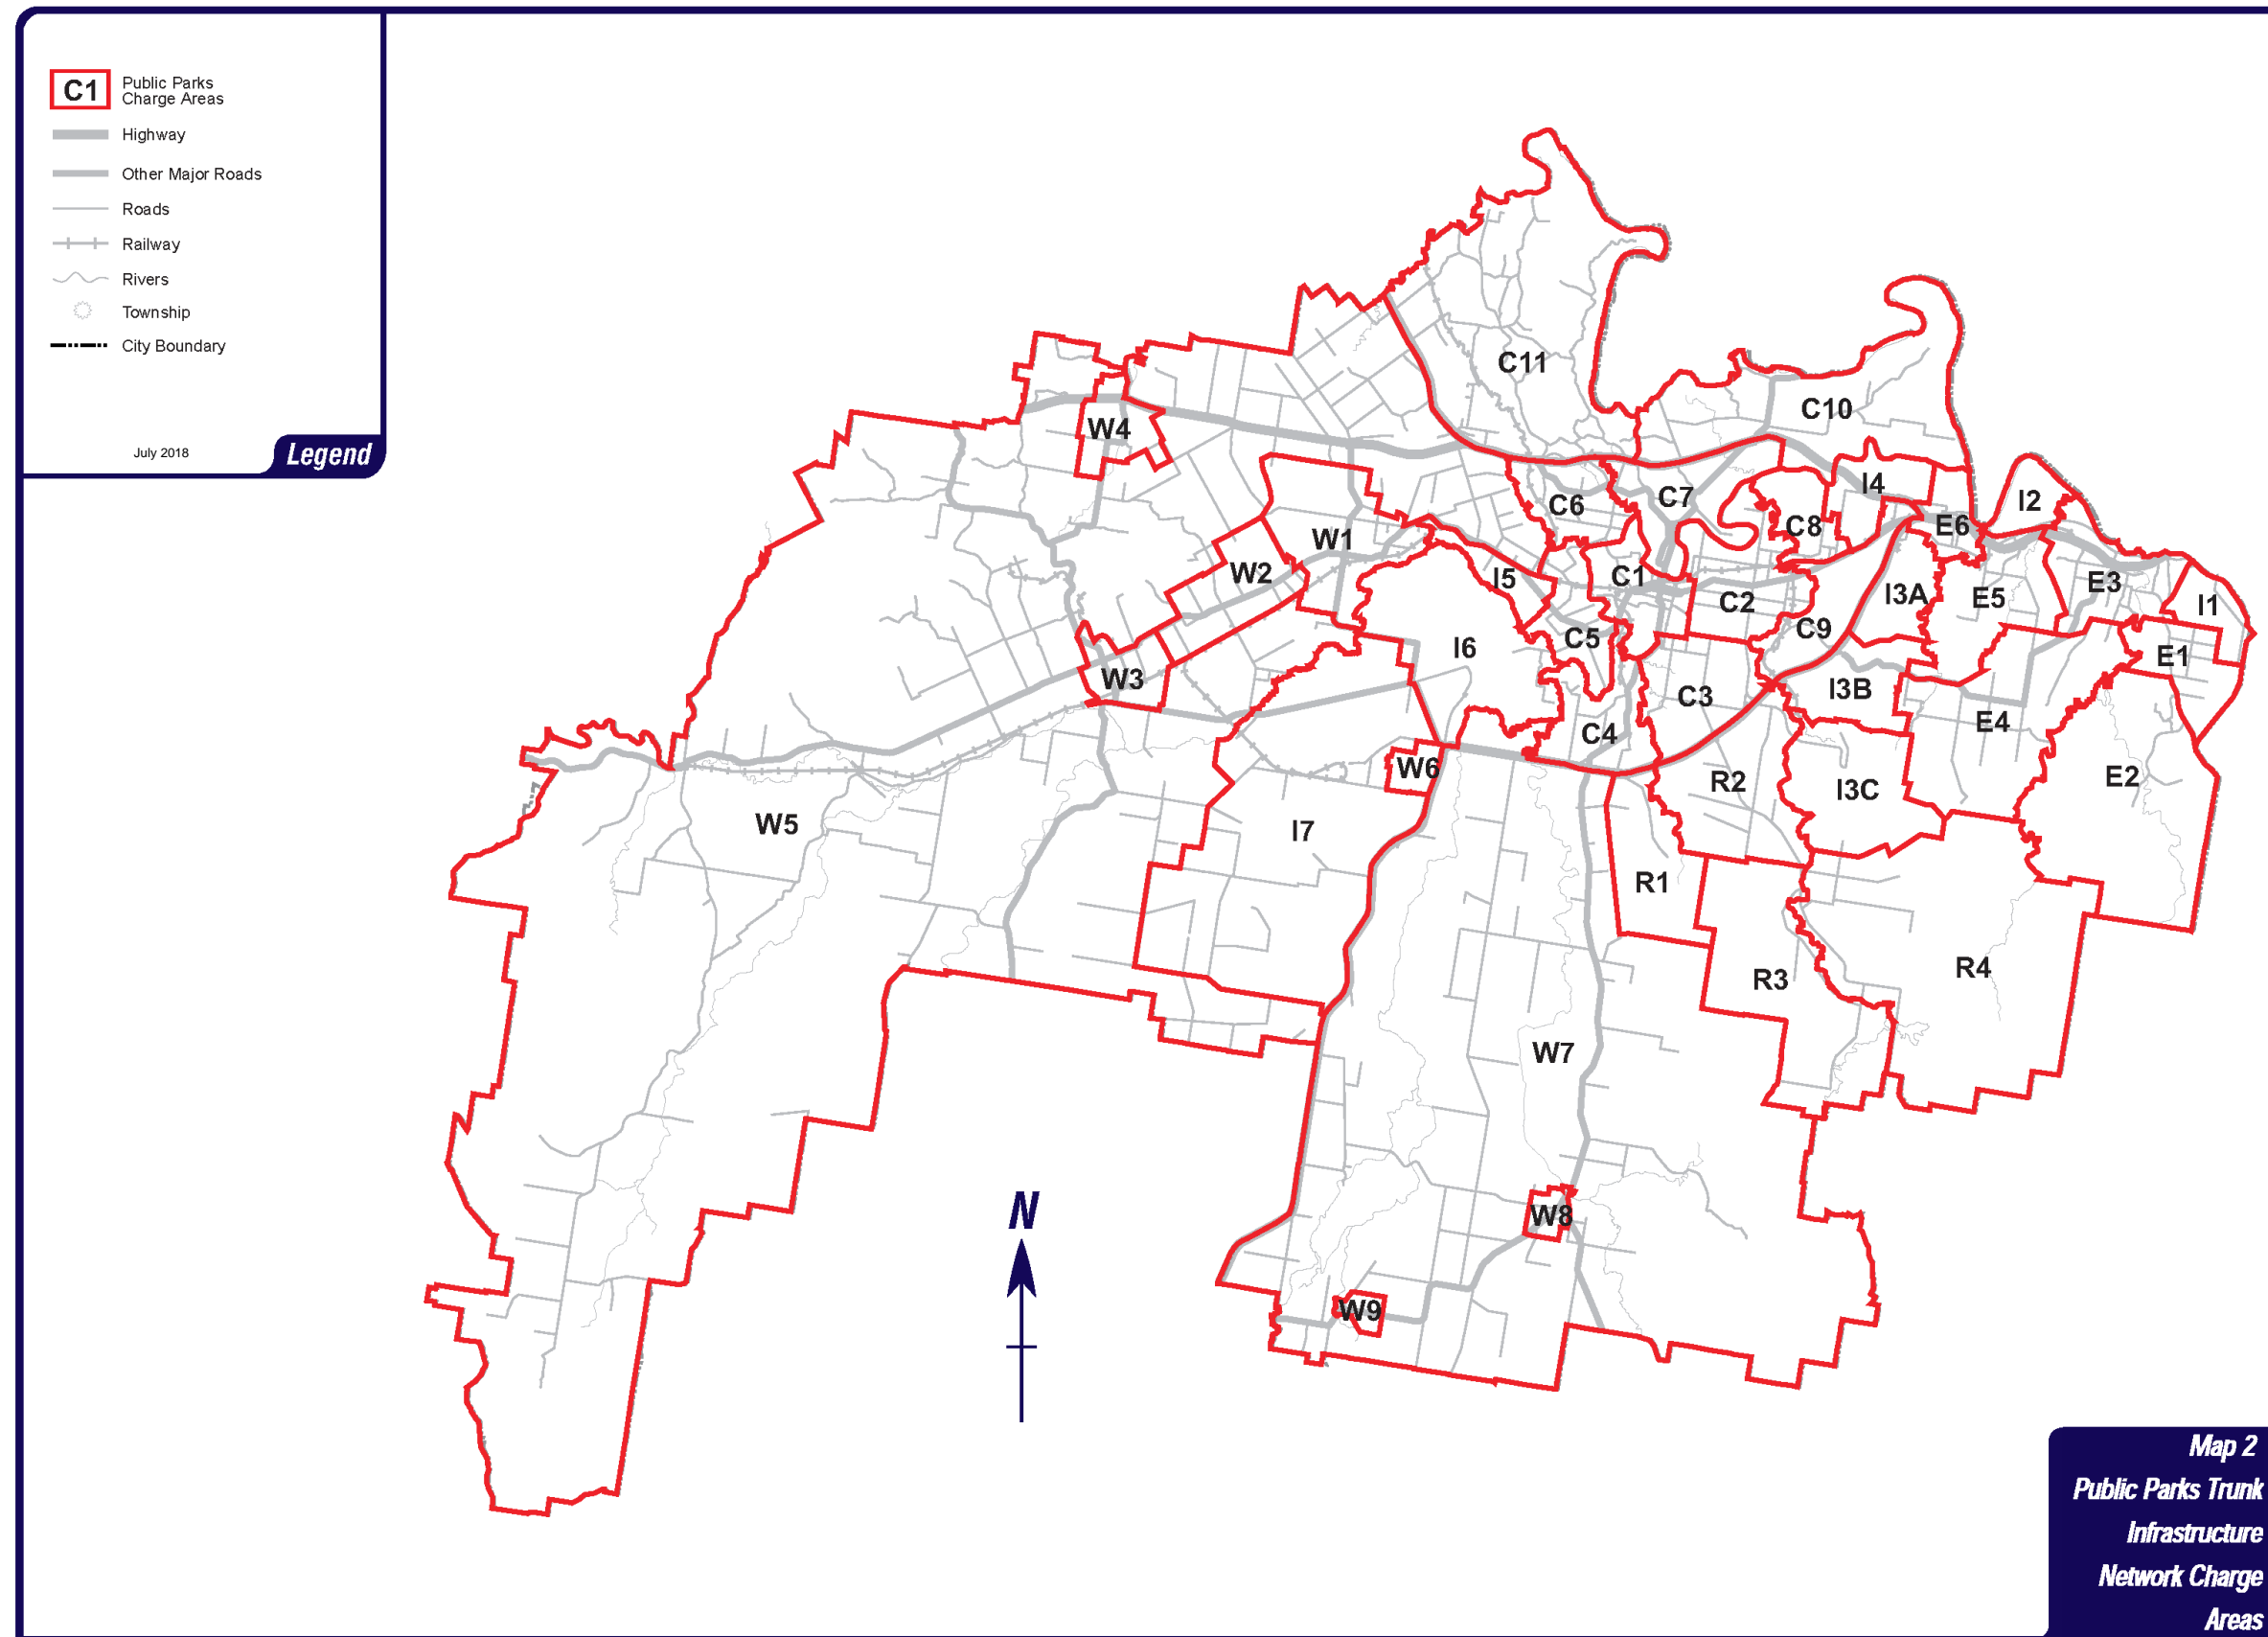 C1
Public Parks
Charge Areas
Highway
Other Major Roads
Roads
Railway
Rivers
Township
City Boundary
July 2018
Legend
C11
C10
W4
I4
C6
C7
I2
C8
E6
W1
W2
I5
C1
E3
C2
I3A
E5
I1
C9
C5
I6
E1
W3
I3B
C3
E4
C4
W6
R2
E2
I3C
W5
I7
R1
R4
R3
W7
N
W8
W9
Map 2
Public Parks Trunk
Infrastructure
Network Charge
Areas